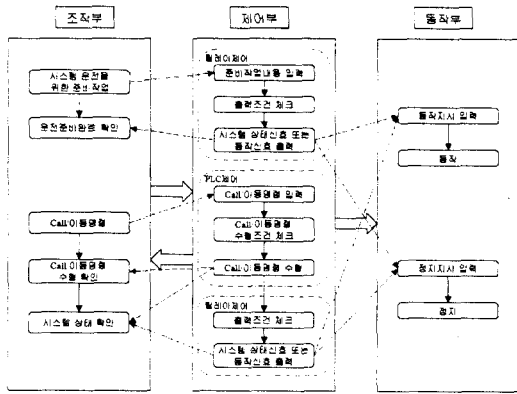 조작부
제어부
동작부
시스템 운전을
위한 준비 작업
운전준비완료 확인
Call 이동명령
Call 이동명령
수행 확인
시스템 상태 확인
릴레이제어
준비작업내용 입력
출력조건 체크
시스템 상태신호 또는
동작신호 출력
PLC제어
Call 이동명령 입력
Call 이동명령
수행조건 체크
Call 이동명령 수행
릴레이제어
출력조건 체크
시스템 상태신호 또는
동작신호 출력
동작지시 입력
동작
정지지시 입력
정지